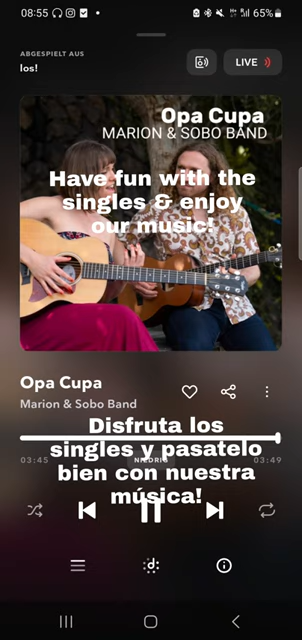 08:55
65%
ABGESPIELT AUS
los!
LIVE
Opa Cupa
MARION & SOBO BAND
Have fun with the
singles & enjoy
our music!
Opa Cupa
Marion & Sobo Band
Disfruta los
03:45
03:49
singles y pasatelo
bien con nuestra
música!